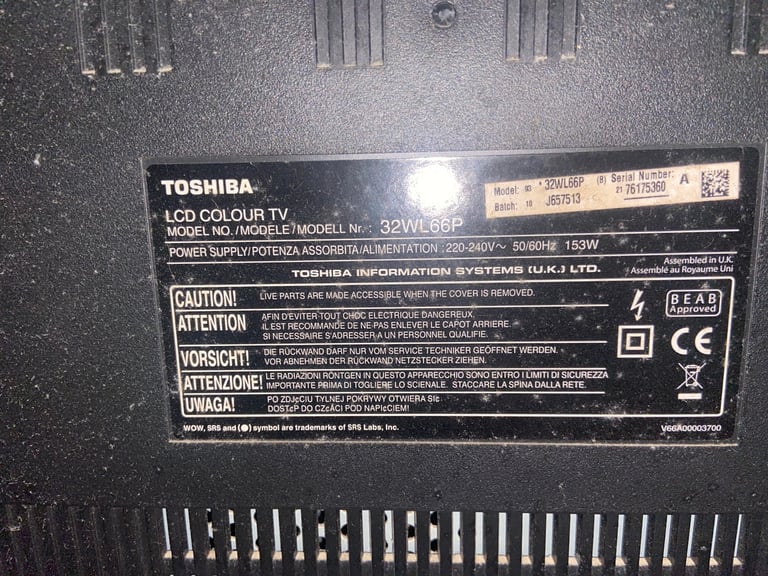 TOSHIBA
LCD COLOUR TV
MODEL NO./MODELE/MODELL Nr. : 32WL66P
Model: 93 * 32WL66P (B) Serial Number: A
Batch: 10 J657513 21 76175360
POWER SUPPLY/POTENZA ASSORBITA/ALIMENTATION : 220-240V~ 50/60Hz 153W
TOSHIBA INFORMATION SYSTEMS (U.K.) LTD.
Assembled in U.K.
Assemblé au Royaume Uni
CAUTION! LIVE PARTS ARE MADE ACCESSIBLE WHEN THE COVER IS REMOVED.
ATTENTION AFIN D'EVITER TOUT CHOC ELECTRIQUE DANGEREUX.
IL EST RECOMMANDE DE NE-PAS ENLEVER LE CAPOT ARRIERE.
SI NECESSAIRE S'ADRESSER A UN PERSONNEL QUALIFIE.
VORSICHT! DIE RÜCKWAND DARF NUR VOM SERVICE TECHNIKER GEÖFFNET WERDEN.
VOR ABNEHMEN DER RÜCKWAND NETZSTECKER ZIEHEN.
ATTENZIONE! LE RADIAZIONI RÖNTGEN IN QUESTO APPARECCHIO SONO ENTRO I LIMITI DI SICUREZZA
IMPORTANTE PRIMA DI TOGLIERE LO SCIENALE. STACCARE LA SPINA DALLA RETE.
UWAGA! PO ZDJęCIU TYLNEJ POKRYWY OTWIERA SIę
DOSTęP DO CZęÂCI POD NAPIęCIEM!
BEAB
Approved
CE
WOW, SRS and (●) symbol are trademarks of SRS Labs, Inc.
V66A00003700